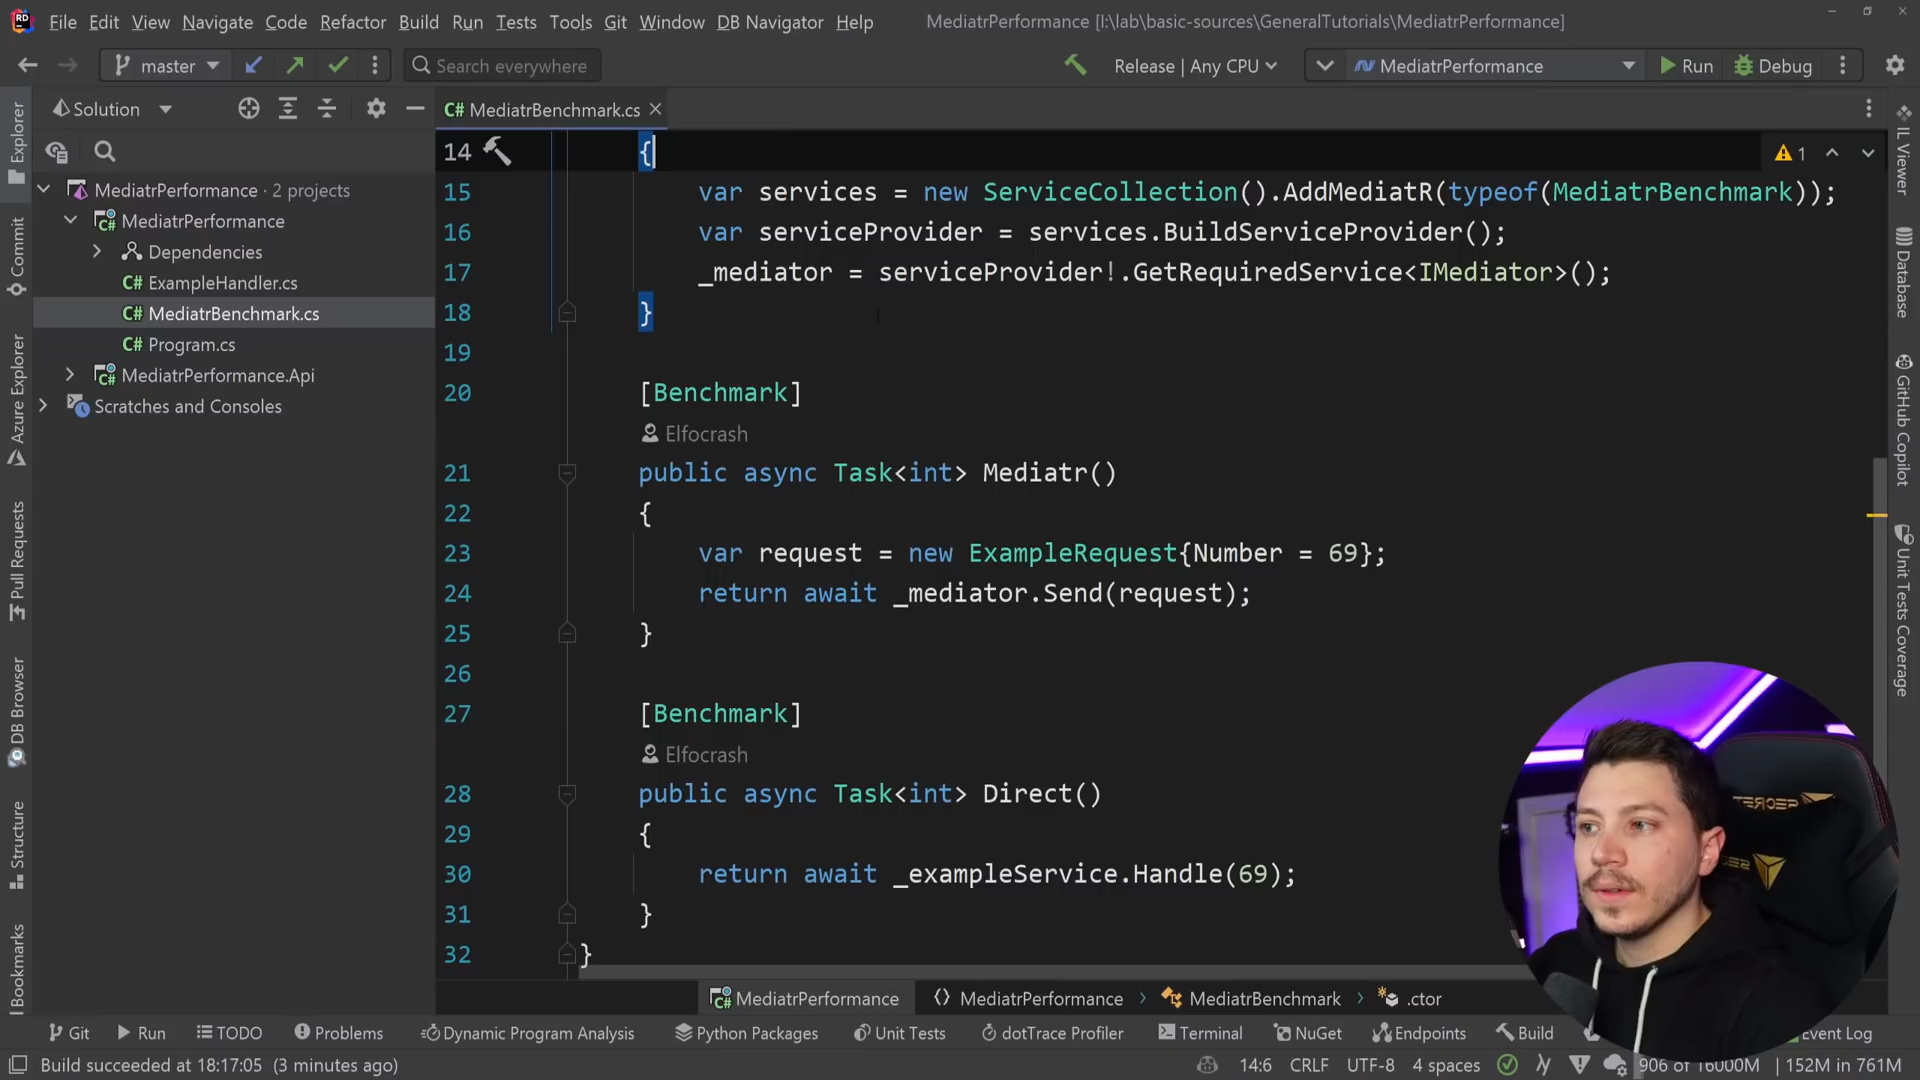 File Edit View Navigate Code Refactor Build Run Tests Tools Git Window DB Navigator Help MediatrPerformance [I:\lab\basic-sources\GeneralTutorials\MediatrPerformance]
master Search everywhere Release | Any CPU MediatrPerformance Run Debug
Explorer
Commit
Azure Explorer
Pull Requests
DB Browser
Structure
Bookmarks
Solution
MediatrPerformance · 2 projects
MediatrPerformance
Dependencies
C# ExampleHandler.cs
C# MediatrBenchmark.cs
C# Program.cs
MediatrPerformance.Api
Scratches and Consoles
C# MediatrBenchmark.cs
14 {
1
15 var services = new ServiceCollection().AddMediatR(typeof(MediatrBenchmark));
16 var serviceProvider = services.BuildServiceProvider();
17 _mediator = serviceProvider!.GetRequiredService<IMediator>();
18 }
19
20 [Benchmark]
Elfocrash
21 public async Task<int> Mediatr()
22 {
23 var request = new ExampleRequest{Number = 69};
24 return await _mediator.Send(request);
25 }
26
27 [Benchmark]
Elfocrash
28 public async Task<int> Direct()
29 {
30 return await _exampleService.Handle(69);
31 }
32 }
IL Viewer
Database
GitHub Copilot
Unit Tests Coverage
SECRET
MediatrPerformance MediatrPerformance MediatrBenchmark .ctor
Git Run TODO Problems Dynamic Program Analysis Python Packages Unit Tests dotTrace Profiler Terminal NuGet Endpoints Build Event Log
Build succeeded at 18:17:05 (3 minutes ago) 14:6 CRLF UTF-8 4 spaces 906 of 16000M 152M in 761M